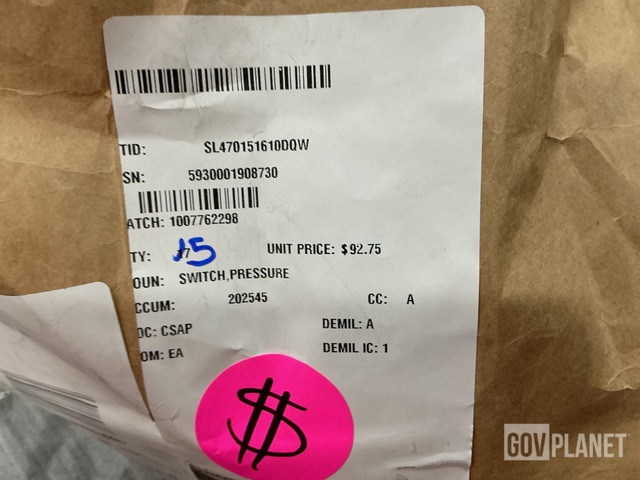 TID: SL470151610DQW
SN: 5930001908730
ATCH: 1007762298
TY: 15 UNIT PRICE: $92.75
OUN: SWITCH,PRESSURE
CCUM: 202545 CC: A
OC: CSAP DEMIL: A
OM: EA DEMIL IC: 1
$
GOVPLANET